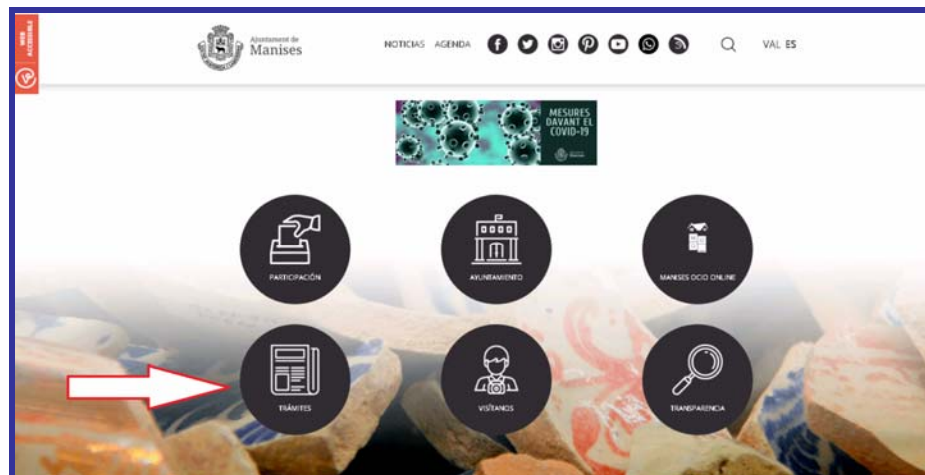 WEB
ACCESSIBLE
Ajuntament de
Manises
NOTICIAS AGENDA
VAL ES
MESURES
DAVANT EL
COVID-19
PARTICIPACIÓN
AYUNTAMIENTO
MANISES OCIO ONLINE
TRÁMITES
VISÍTANOS
TRANSPARENCIA